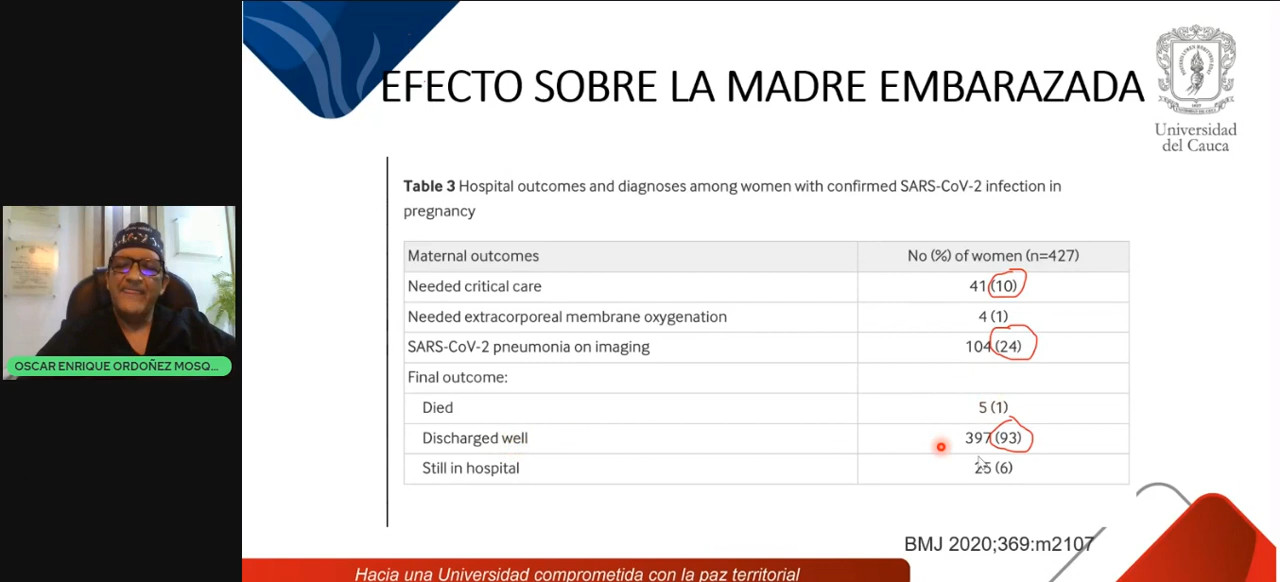 EFECTO SOBRE LA MADRE EMBARAZADA
Universidad
del Cauca
Table 3 Hospital outcomes and diagnoses among women with confirmed SARS-CoV-2 infection in
pregnancy
Maternal outcomes No (%) of women (n=427)
Needed critical care 41 (10)
Needed extracorporeal membrane oxygenation 4 (1)
SARS-CoV-2 pneumonia on imaging 104 (24)
Final outcome:
Died 5 (1)
Discharged well 397 (93)
Still in hospital 25 (6)
OSCAR ENRIQUE ORDOÑEZ MOSQ...
BMJ 2020;369:m2107
Hacia una Universidad comprometida con la paz territorial